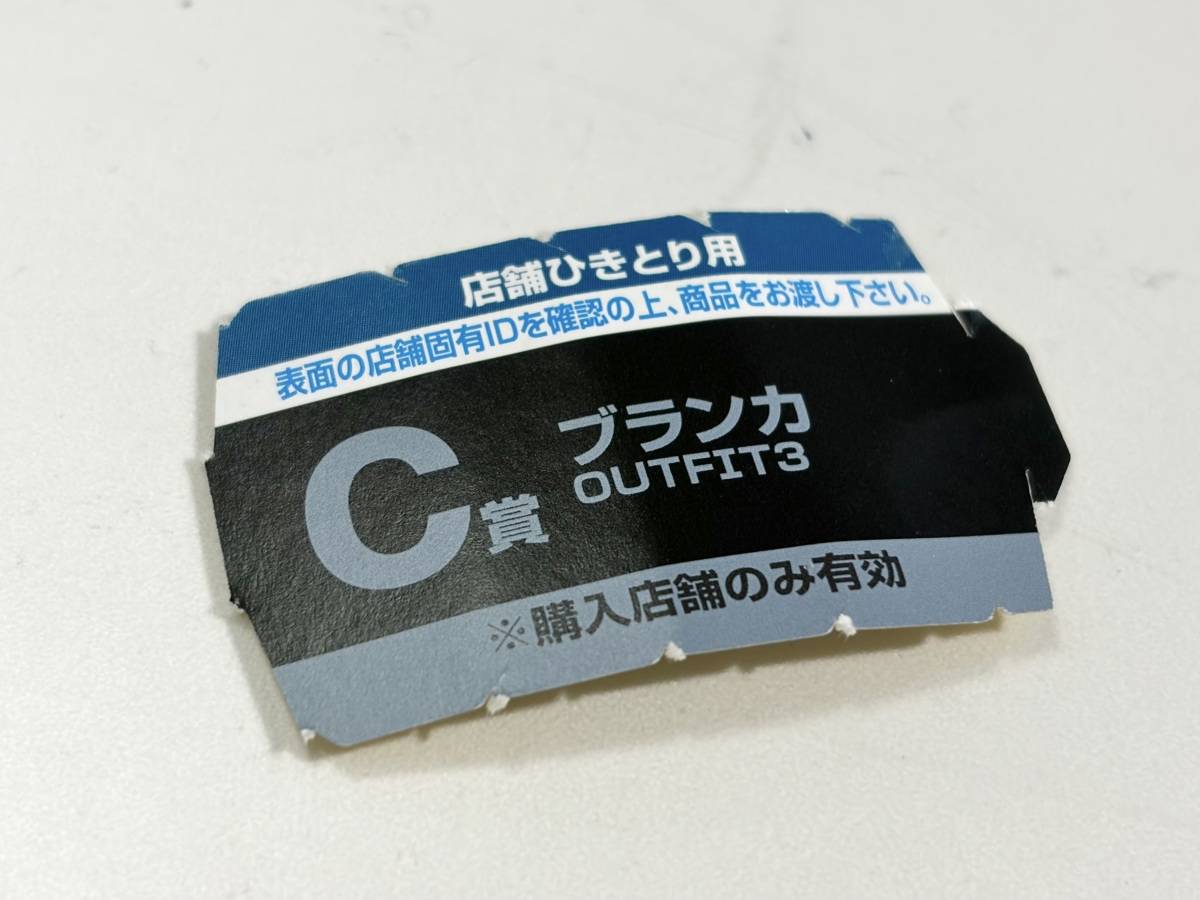 店舗ひきとり用
表面の店舗固有IDを確認の上、商品をお渡し下さい。
C賞
ブランカ
OUTFIT3
※購入店舗のみ有効